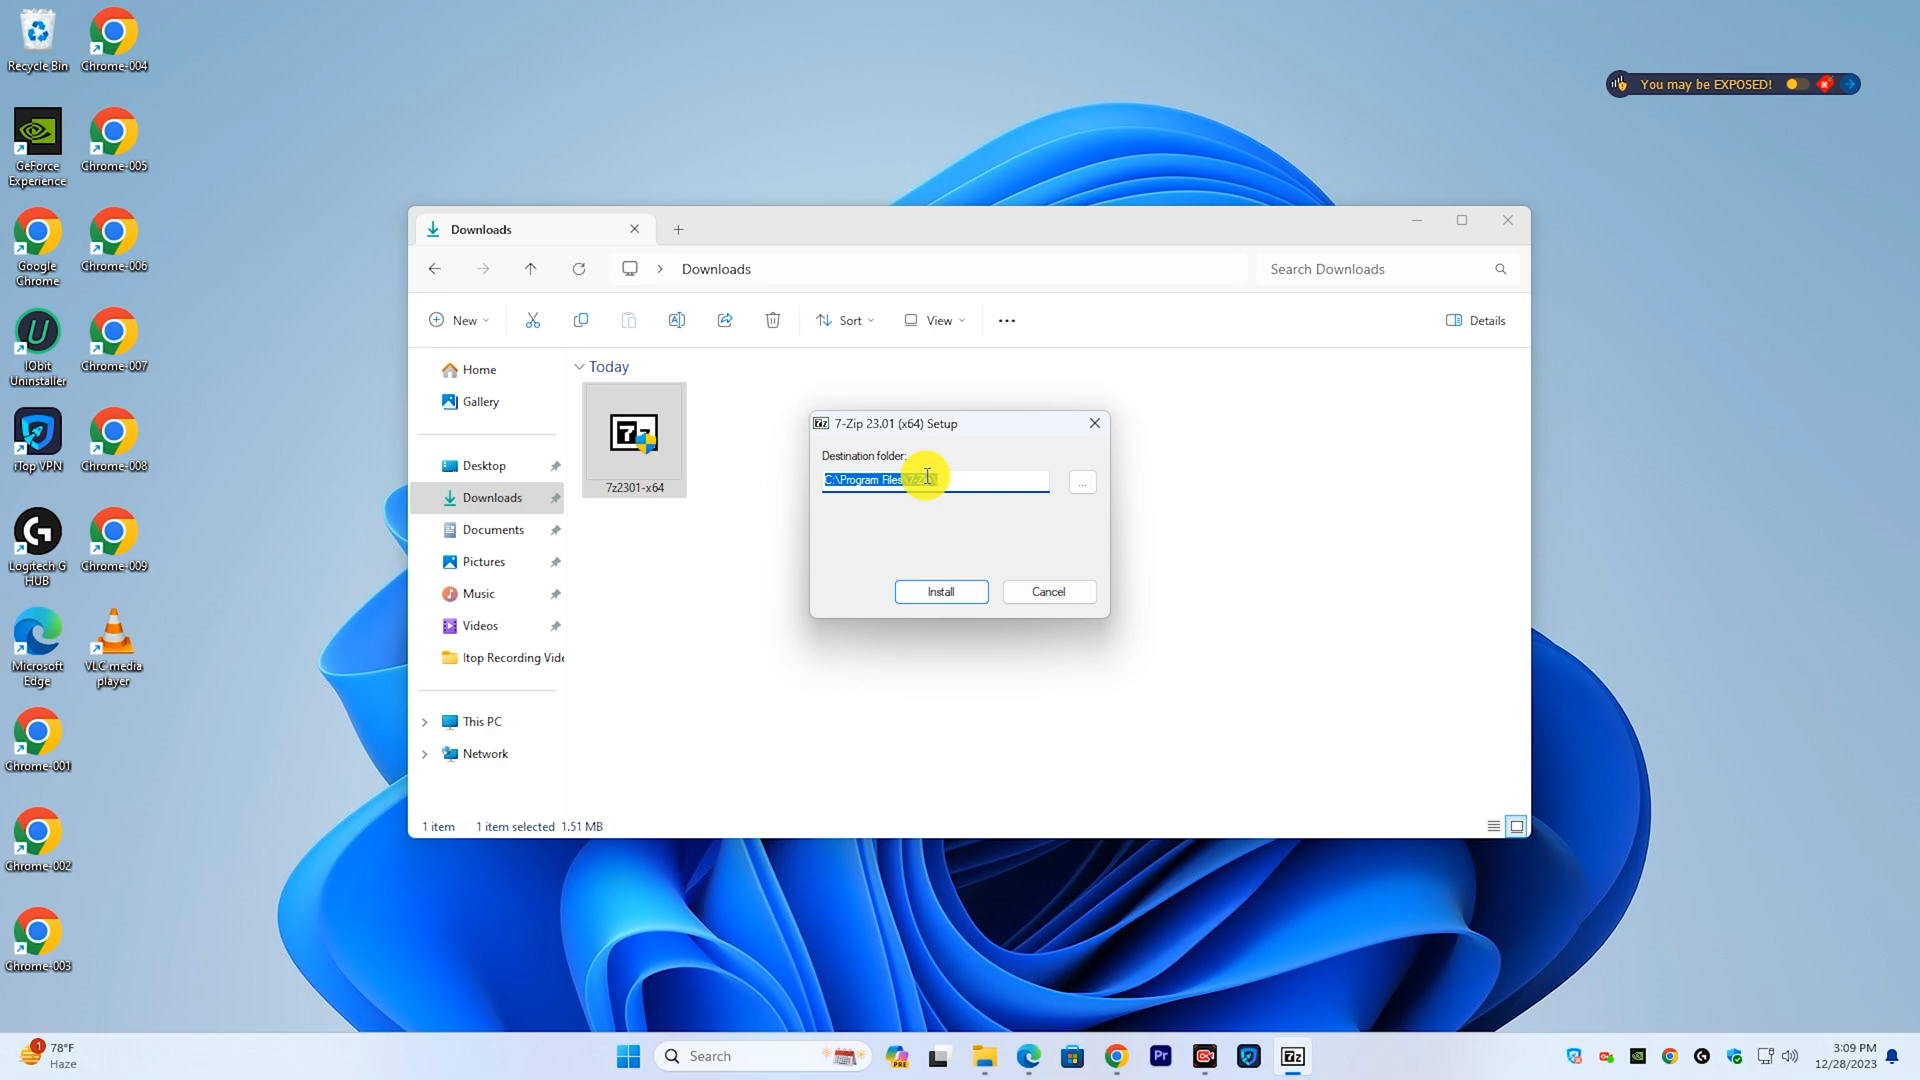 Recycle Bin
Chrome-004
GeForce
Experience
Chrome-005
Google
Chrome
Chrome-006
IObit
Uninstaller
Chrome-007
iTop VPN
Chrome-008
Logitech G
HUB
Chrome-009
Microsoft
Edge
VLC media
player
Chrome-001
Chrome-002
Chrome-003
You may be EXPOSED!
Downloads
Downloads
Search Downloads
New
Sort
View
Details
Home
Gallery
Desktop
Downloads
Documents
Pictures
Music
Videos
Itop Recording Vide
This PC
Network
Today
7z2301-x64
7-Zip 23.01 (x64) Setup
Destination folder:
C:\Program Files\7-Zip\
...
Install
Cancel
1 item
1 item selected 1.51 MB
1
78°F
Haze
Search
PRE
Pr
7z
3:09 PM
12/28/2023